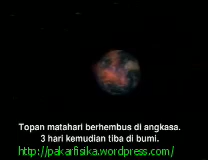 Topan matahari berhembus di angkasa.
3 hari kemudian tiba di bumi.
http://pakarfisika.wordpress.com/